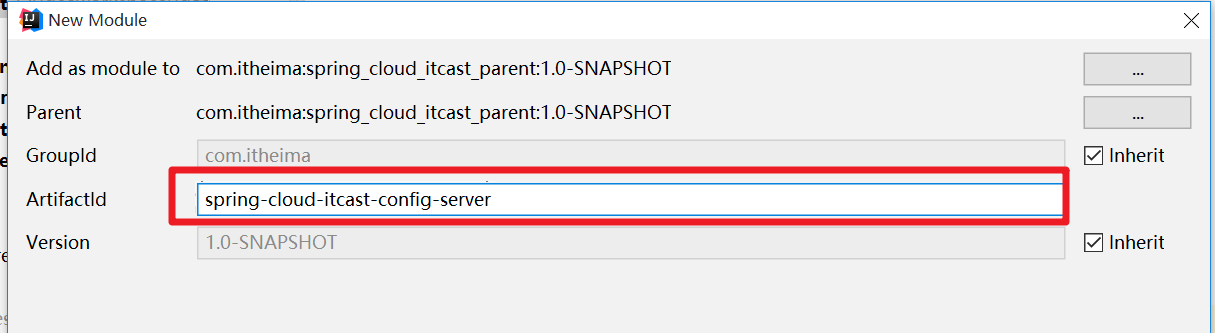 New Module
Add as module to com.itheima:spring_cloud_itcast_parent:1.0-SNAPSHOT ...
Parent com.itheima:spring_cloud_itcast_parent:1.0-SNAPSHOT ...
GroupId com.itheima Inherit
ArtifactId spring-cloud-itcast-config-server
Version 1.0-SNAPSHOT Inherit